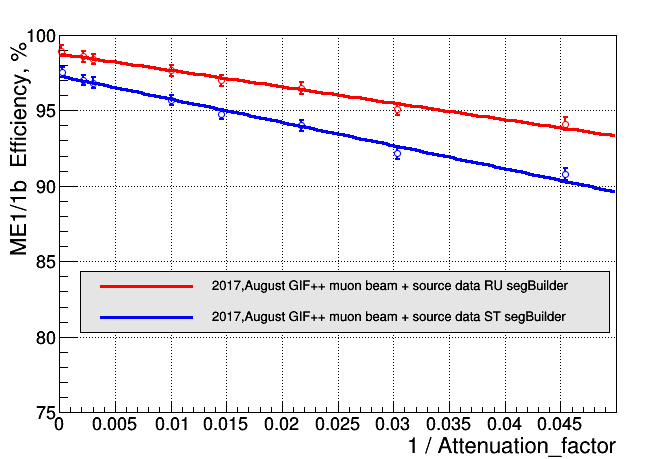 100
95
90
85
80
75
ME1/1b Efficiency, %
2017,August GIF++ muon beam + source data RU segBuilder
2017,August GIF++ muon beam + source data ST segBuilder
0 0.005 0.01 0.015 0.02 0.025 0.03 0.035 0.04 0.045
1 / Attenuation_factor